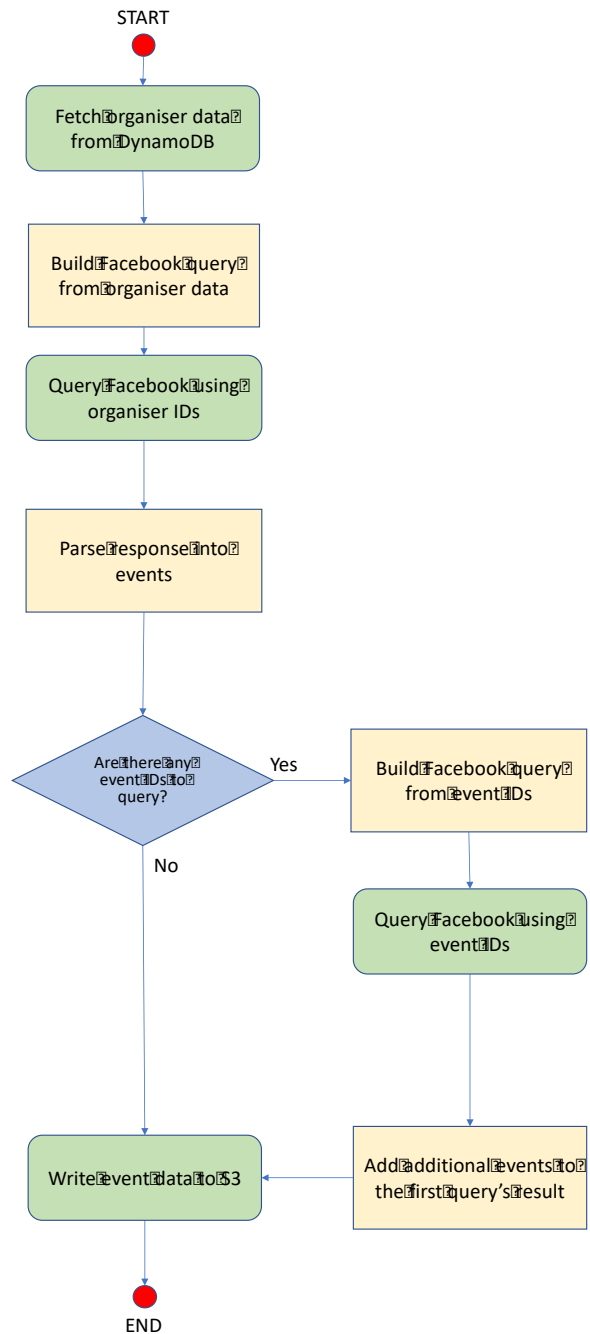 START
Fetch organiser data
from DynamoDB
Build Facebook query
from organiser data
Query Facebook using
organiser IDs
Parse response into
events
Are there any
event IDs to
query?
Yes
Build Facebook query
from event IDs
No
Query Facebook using
event IDs
Write event data to S3
Add additional events to
the first query’s result
END